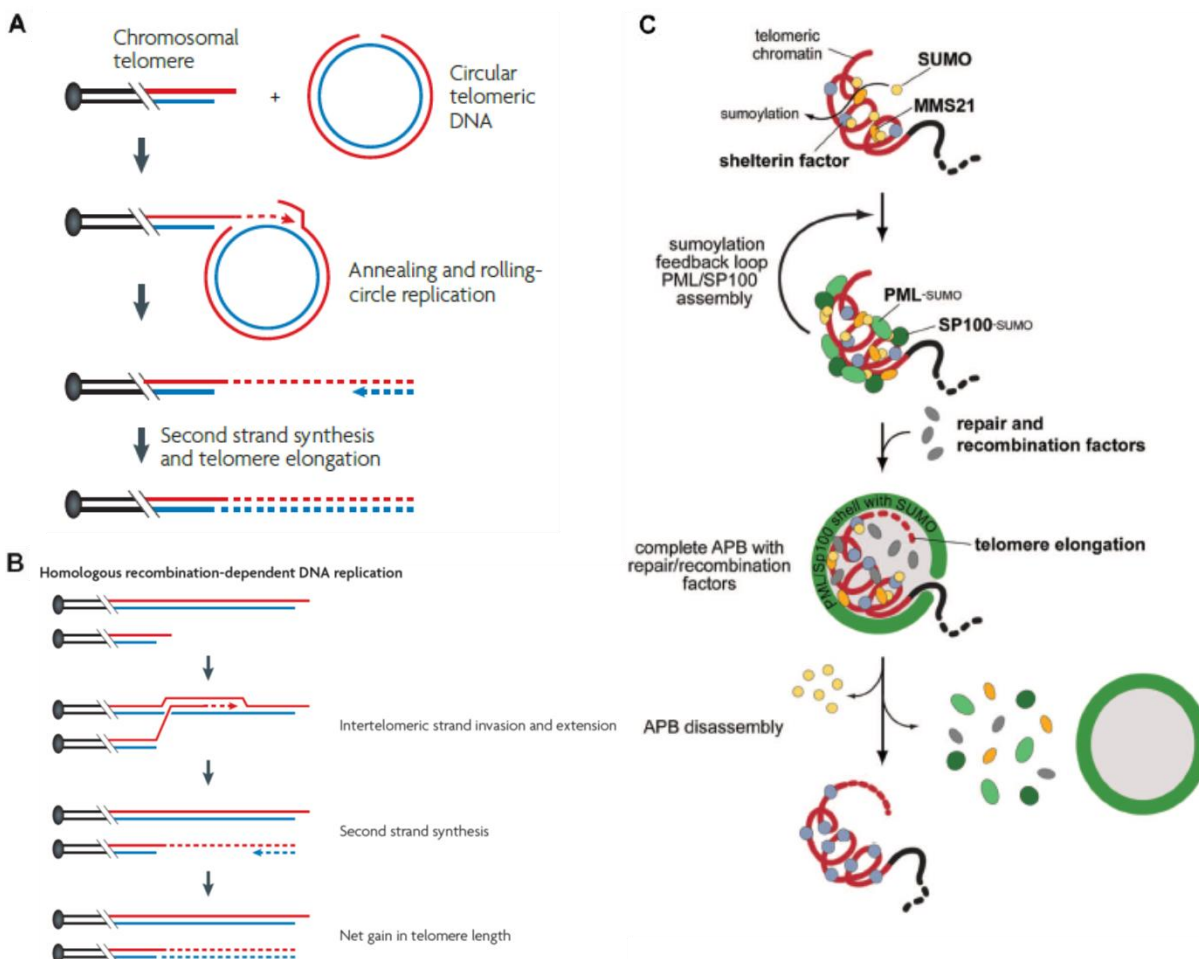 A
Chromosomal
telomere
+
Circular
telomeric
DNA
Annealing and rolling-
circle replication
Second strand synthesis
and telomere elongation
B
Homologous recombination-dependent DNA replication
Intertelomeric strand invasion and extension
Second strand synthesis
Net gain in telomere length
C
telomeric
chromatin
SUMO
MMS21
sumoylation
shelterin factor
sumoylation
feedback loop
PML/SP100
assembly
PML-SUMO
SP100-SUMO
repair and
recombination factors
PML/Sp100 shell with SUMO
telomere elongation
complete APB with
repair/recombination
factors
APB disassembly